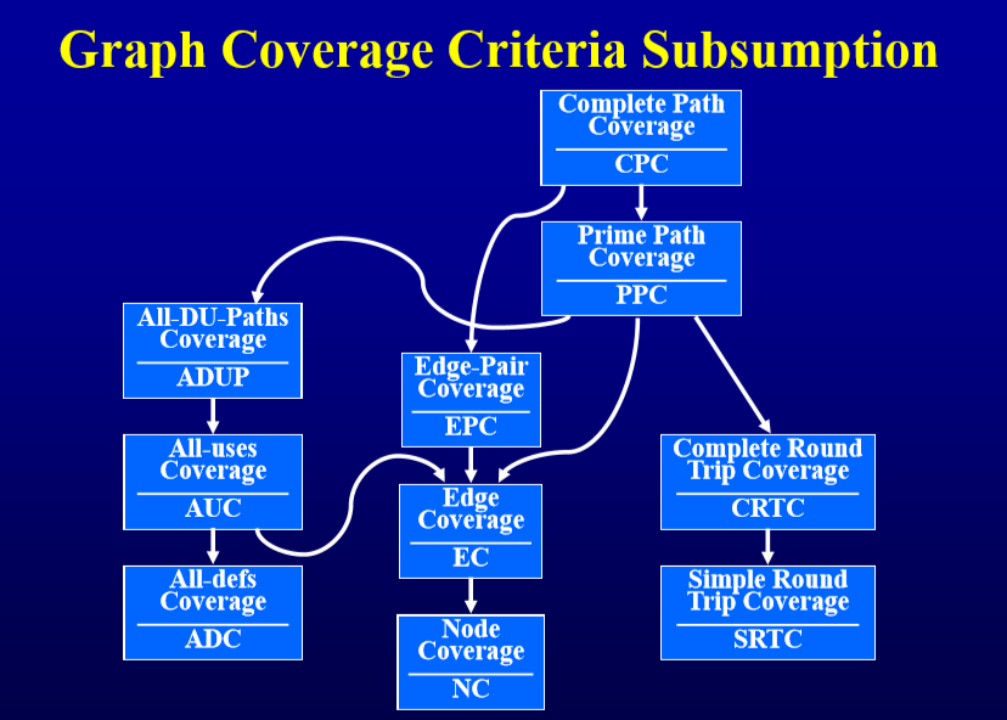 Graph Coverage Criteria Subsumption
Complete Path
Coverage
CPC
Prime Path
Coverage
PPC
All-DU-Paths
Coverage
ADUP
Edge-Pair
Coverage
EPC
All-uses
Coverage
AUC
Complete Round
Trip Coverage
CRTC
Edge
Coverage
EC
All-defs
Coverage
ADC
Simple Round
Trip Coverage
SRTC
Node
Coverage
NC